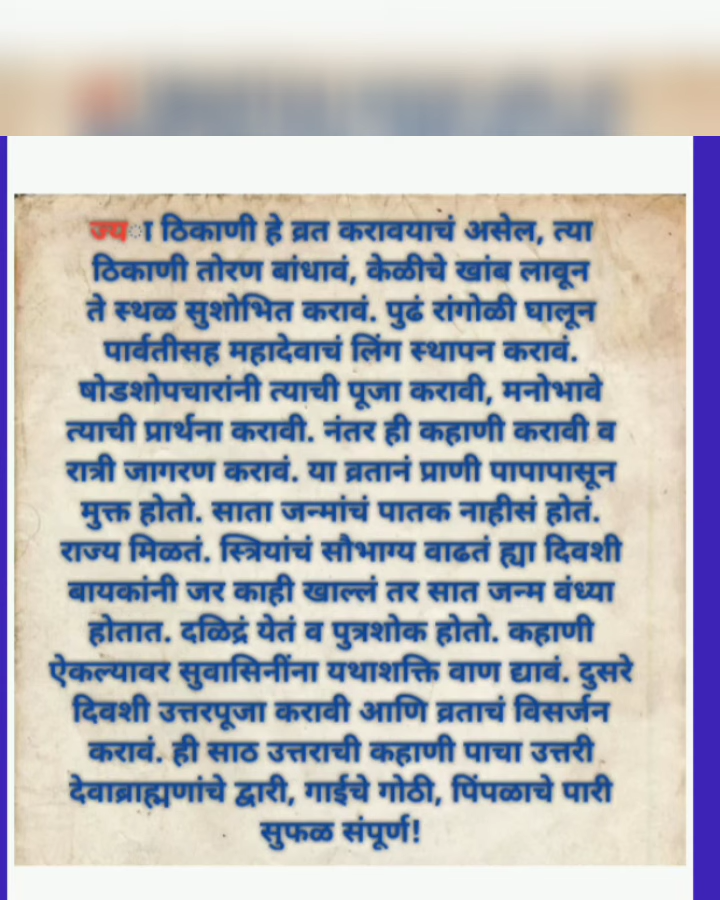 ज्या ठिकाणी हे व्रत करावयाचं असेल, त्या
ठिकाणी तोरण बांधावं, केळीचे खांब लावून
ते स्थळ सुशोभित करावं. पुढं रांगोळी घालून
पार्वतीसह महादेवाचं लिंग स्थापन करावं.
षोडशोपचारांनी त्याची पूजा करावी, मनोभावे
त्याची प्रार्थना करावी. नंतर ही कहाणी करावी व
रात्री जागरण करावं. या व्रतानं प्राणी पापापासून
मुक्त होतो. साता जन्मांचं पातक नाहीसं होतं.
राज्य मिळतं. स्त्रियांचं सौभाग्य वाढतं ह्या दिवशी
बायकांनी जर काही खाल्लं तर सात जन्म वंध्या
होतात. दळिद्रं येतं व पुत्रशोक होतो. कहाणी
ऐकल्यावर सुवासिनींना यथाशक्ति वाण द्यावं. दुसरे
दिवशी उत्तरपूजा करावी आणि व्रताचं विसर्जन
करावं. ही साठ उत्तराची कहाणी पाचा उत्तरी
देवाब्राह्मणांचे द्वारी, गाईचे गोठी, पिंपळाचे पारी
सुफळ संपूर्ण!